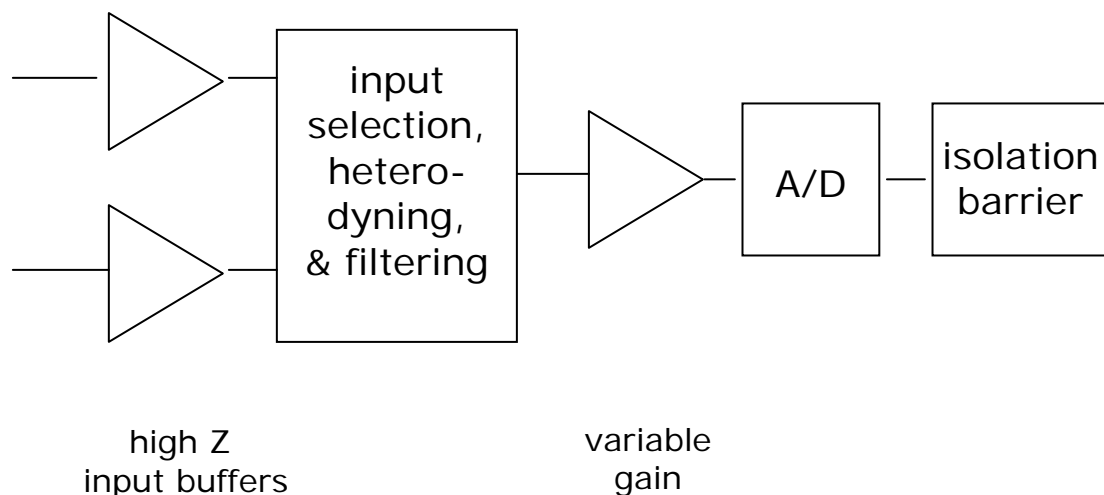 input
selection,
hetero-
dyning,
& filtering
A/D
isolation
barrier
high Z
input buffers
variable
gain